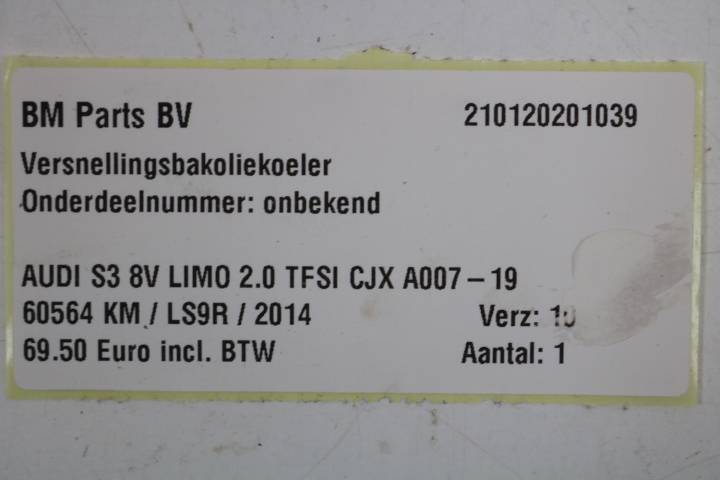 BM Parts BV 210120201039
Versnellingsbakoliekoeler
Onderdeelnummer: onbekend
AUDI S3 8V LIMO 2.0 TFSI CJX A007-19
60564 KM / LS9R / 2014 Verz:
69.50 Euro incl. BTW Aantal: 1